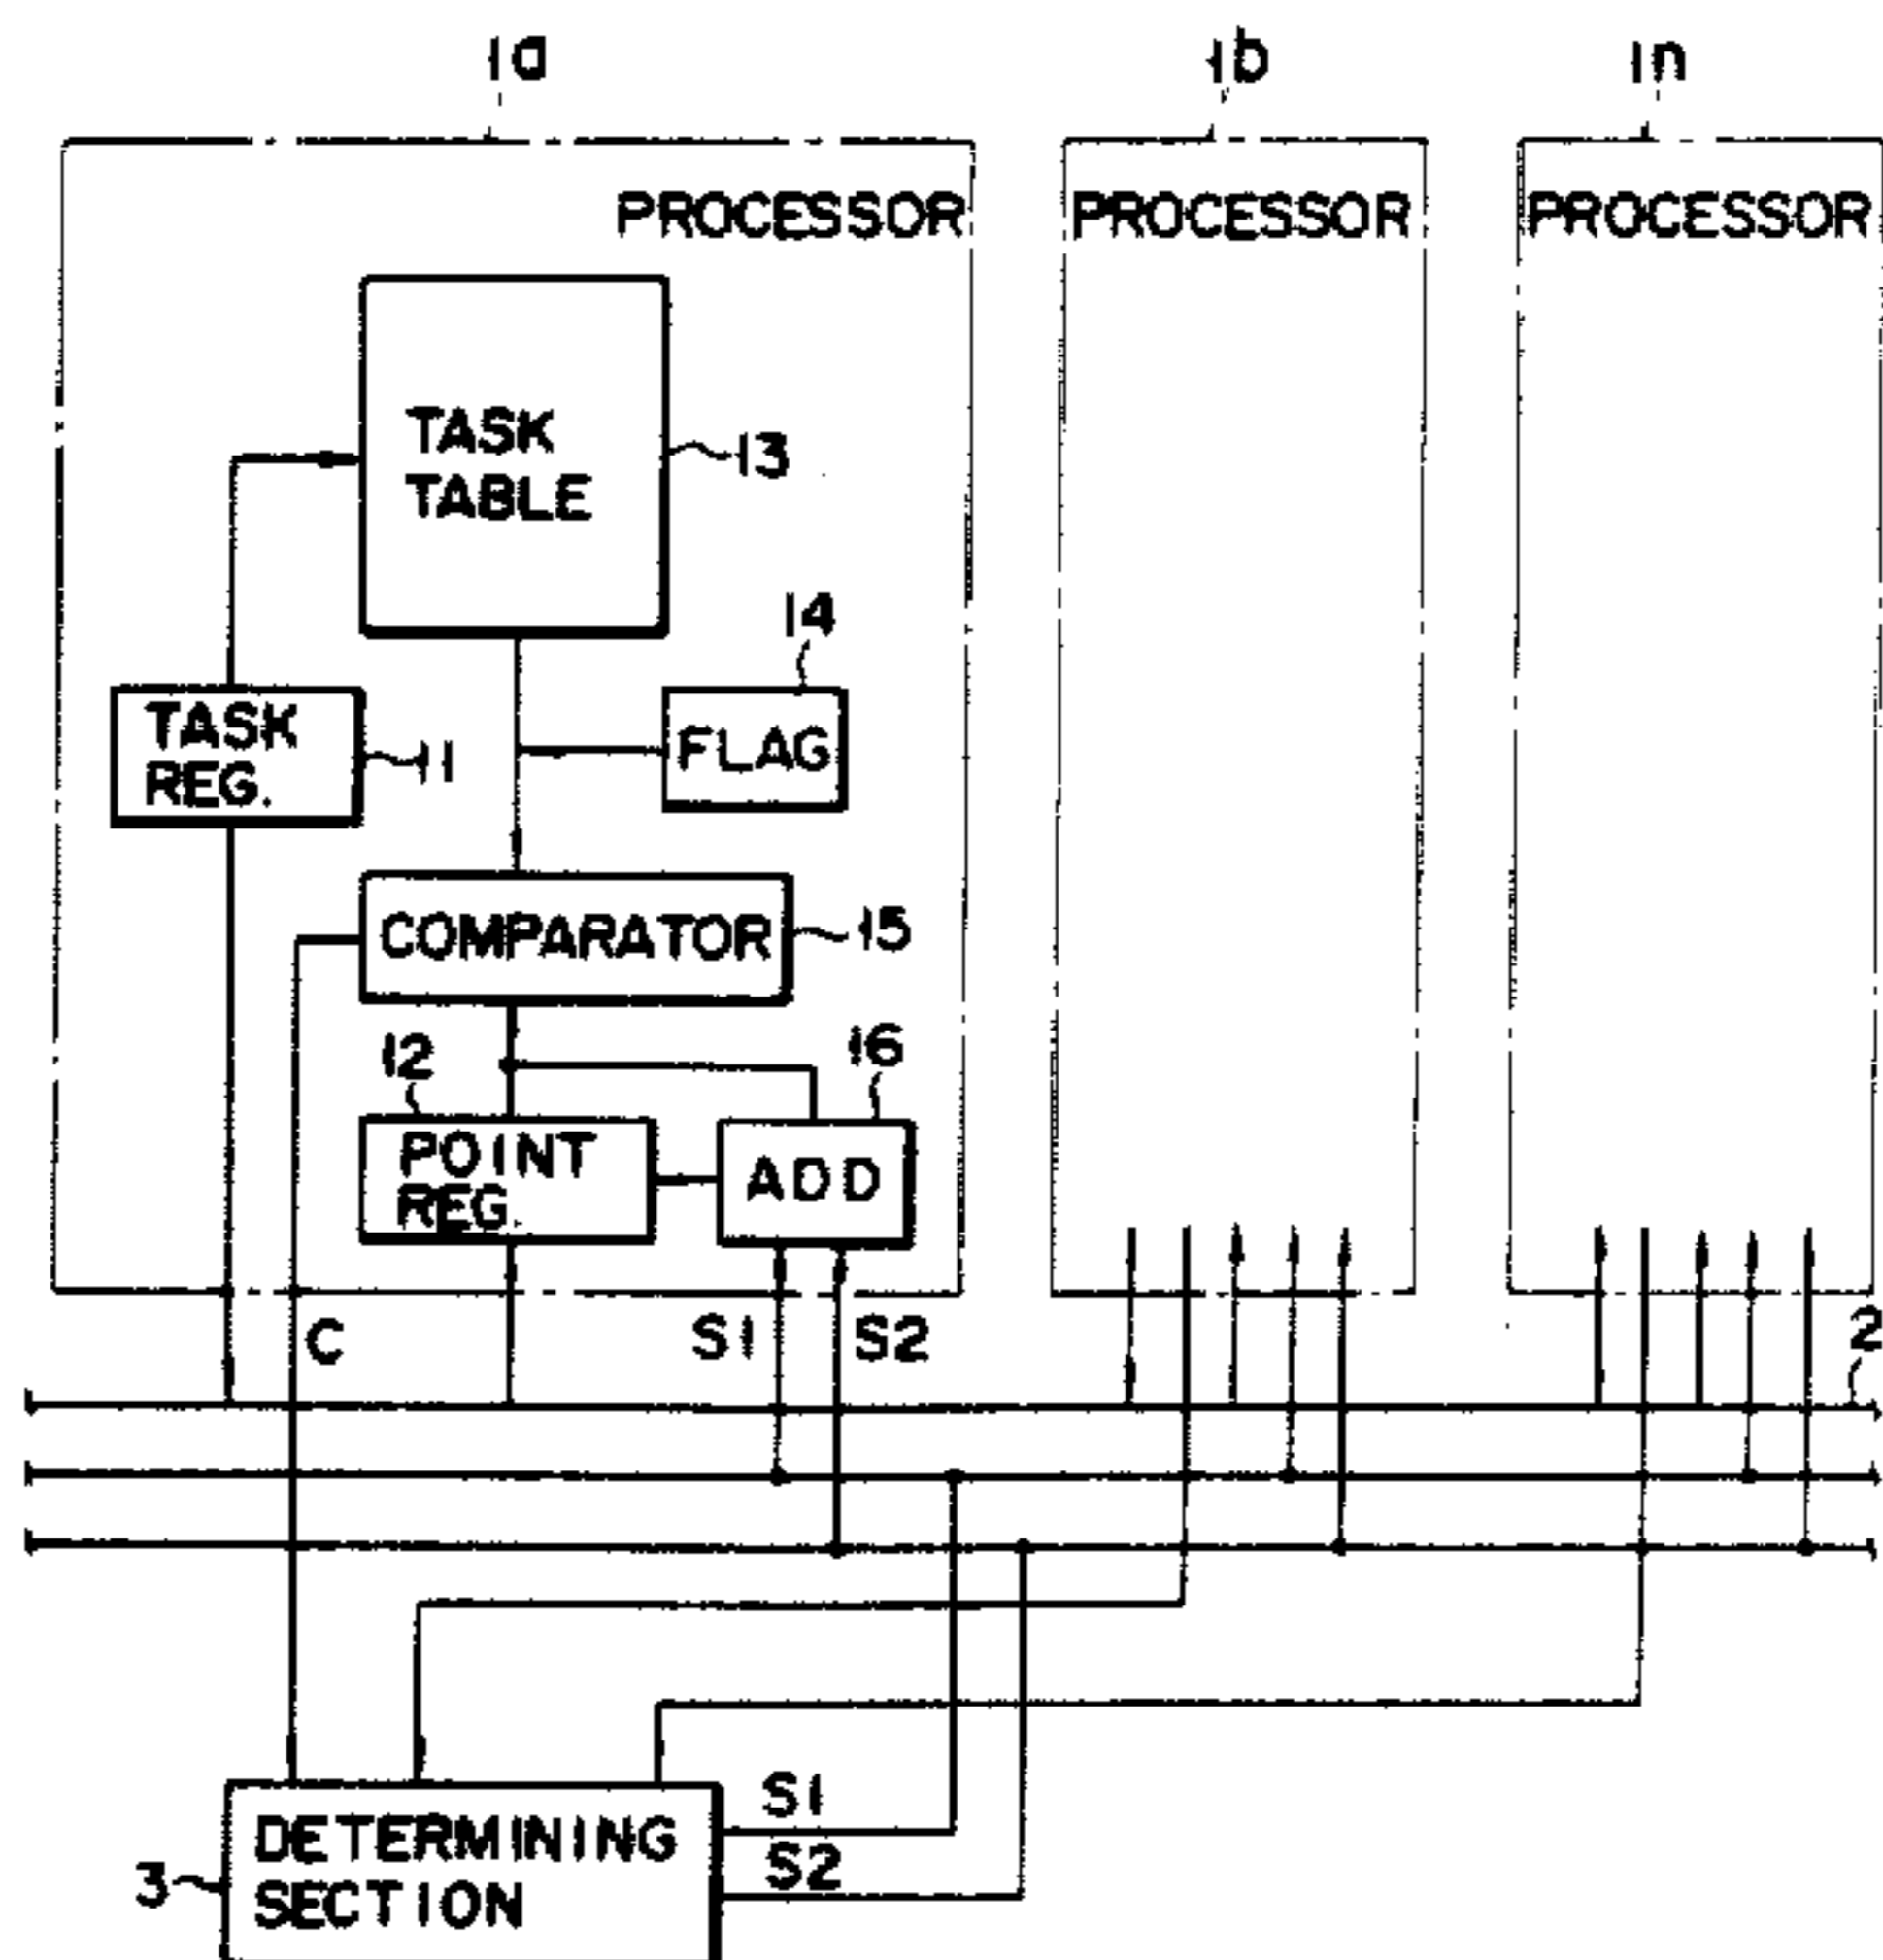 1a
1b
1n
PROCESSOR
PROCESSOR
PROCESSOR
TASK
TABLE
13
14
TASK
REG.
11
FLAG
COMPARATOR
15
12
16
POINT
REG.
ADD
C
S1
S2
2
S1
DETERMINING
SECTION
S2
3